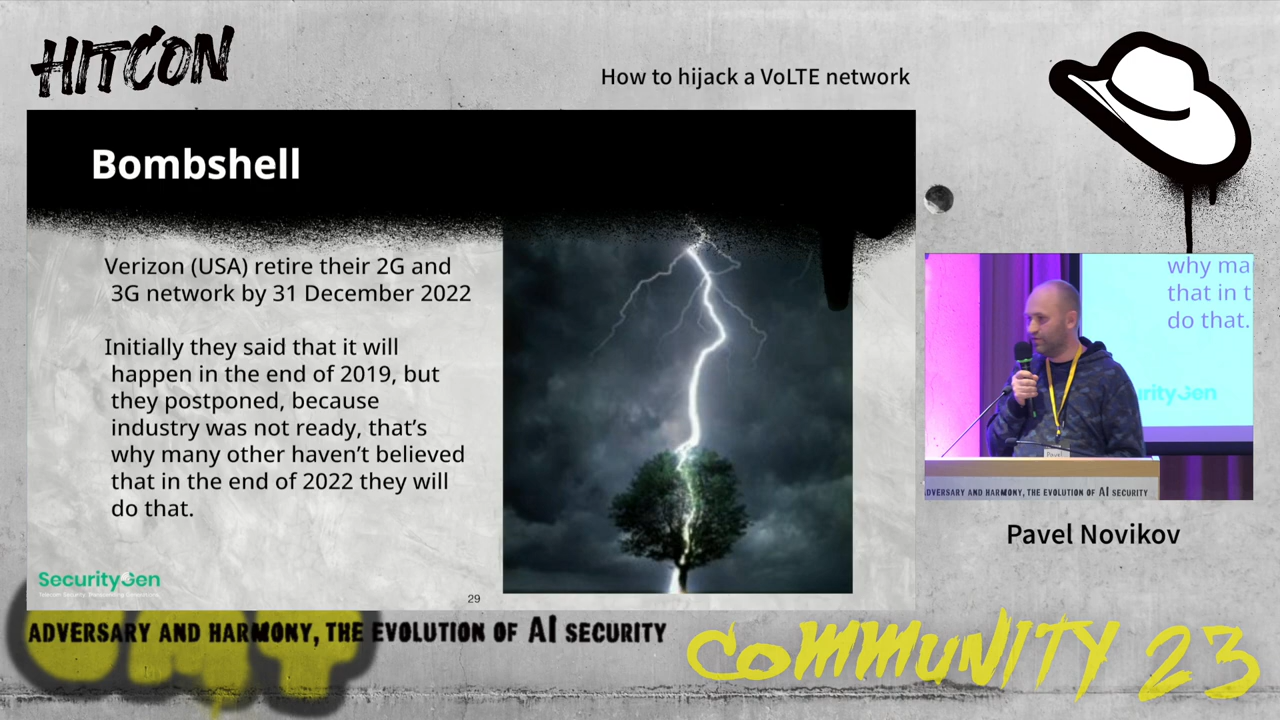 HITCON
How to hijack a VoLTE network
Bombshell
Verizon (USA) retire their 2G and
3G network by 31 December 2022
Initially they said that it will
happen in the end of 2019, but
they postponed, because
industry was not ready, that's
why many other haven't believed
that in the end of 2022 they will
do that.
SecurityGen
29
why ma
that in t
do that.
urityGen
Pavel
ADVERSARY AND HARMONY, THE EVOLUTION OF AI SECURITY
Pavel Novikov
ADVERSARY AND HARMONY, THE EVOLUTION OF AI SECURITY
COMMUNITY 23